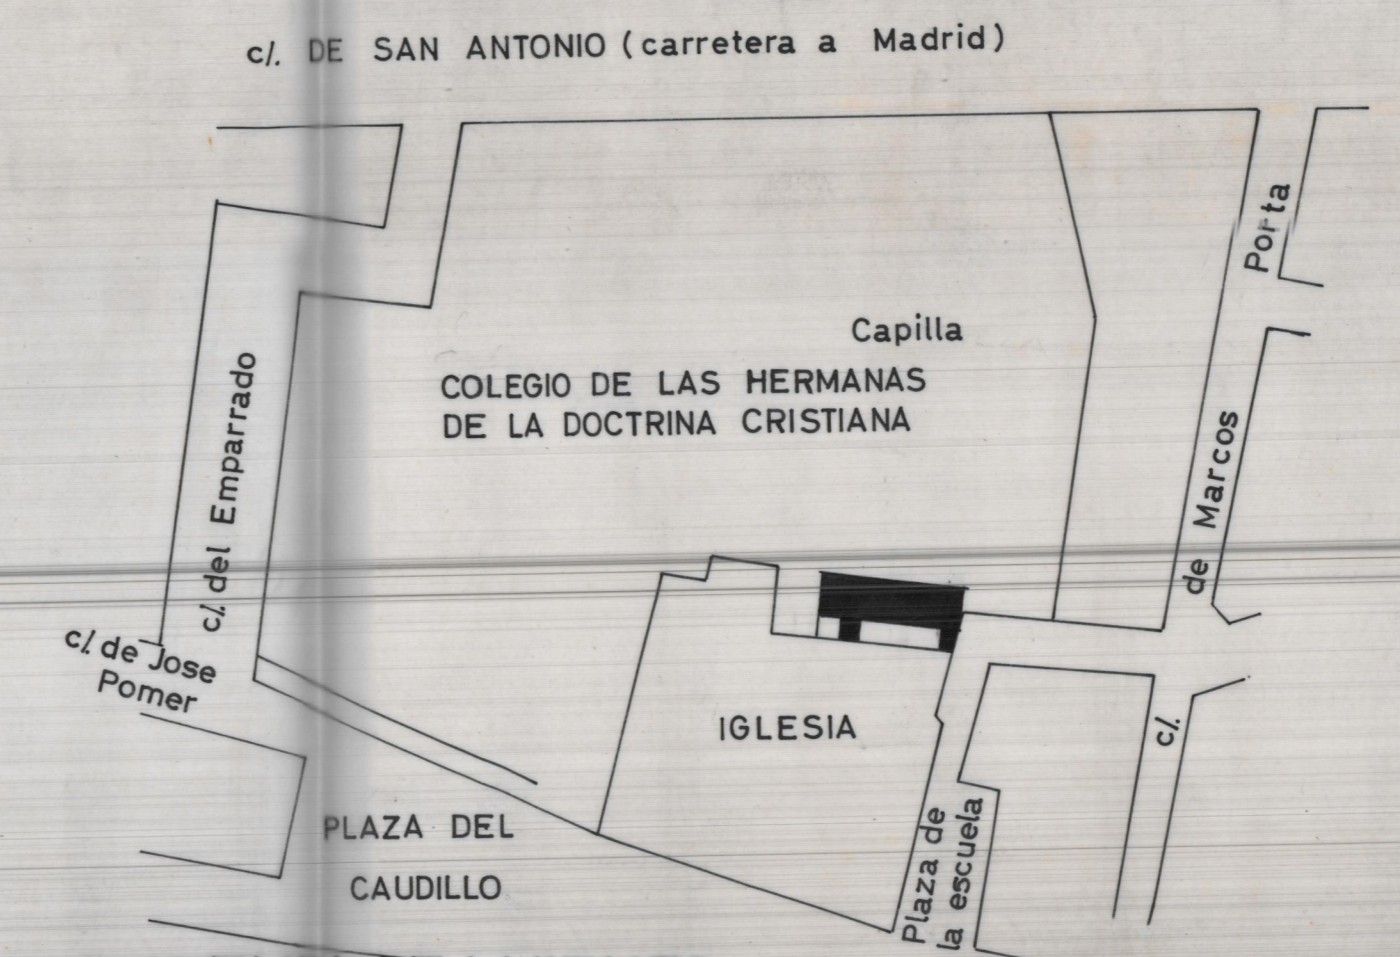 c/. DE SAN ANTONIO (carretera a Madrid)
Porta
Capilla
COLEGIO DE LAS HERMANAS
DE LA DOCTRINA CRISTIANA
c/. del Emparrado
de Marcos
c/. de Jose
Pomer
IGLESIA
c/.
PLAZA DEL
CAUDILLO
Plaza de
la escuela